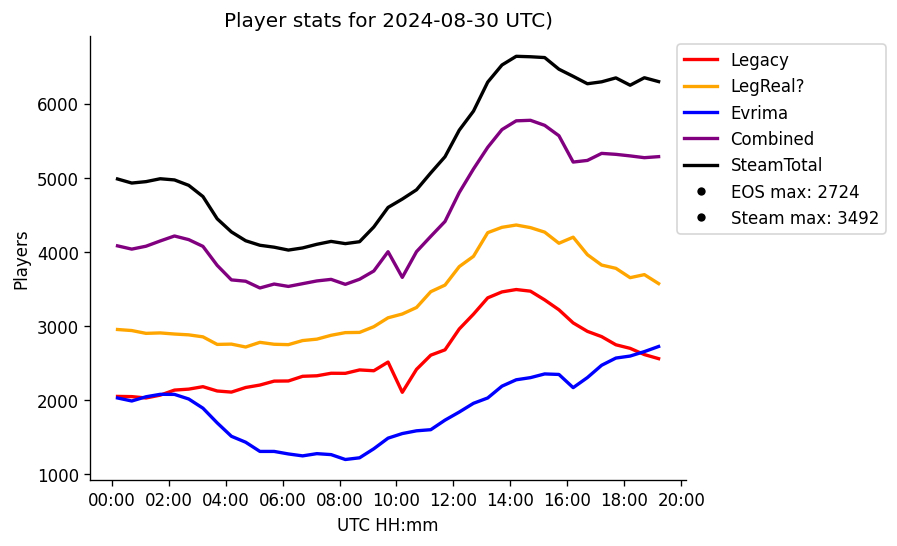 Player stats for 2024-08-30 UTC)
Players
6000
5000
4000
3000
2000
1000
00:00 02:00 04:00 06:00 08:00 10:00 12:00 14:00 16:00 18:00 20:00
UTC HH:mm
Legacy
LegReal?
Evrima
Combined
SteamTotal
EOS max: 2724
Steam max: 3492